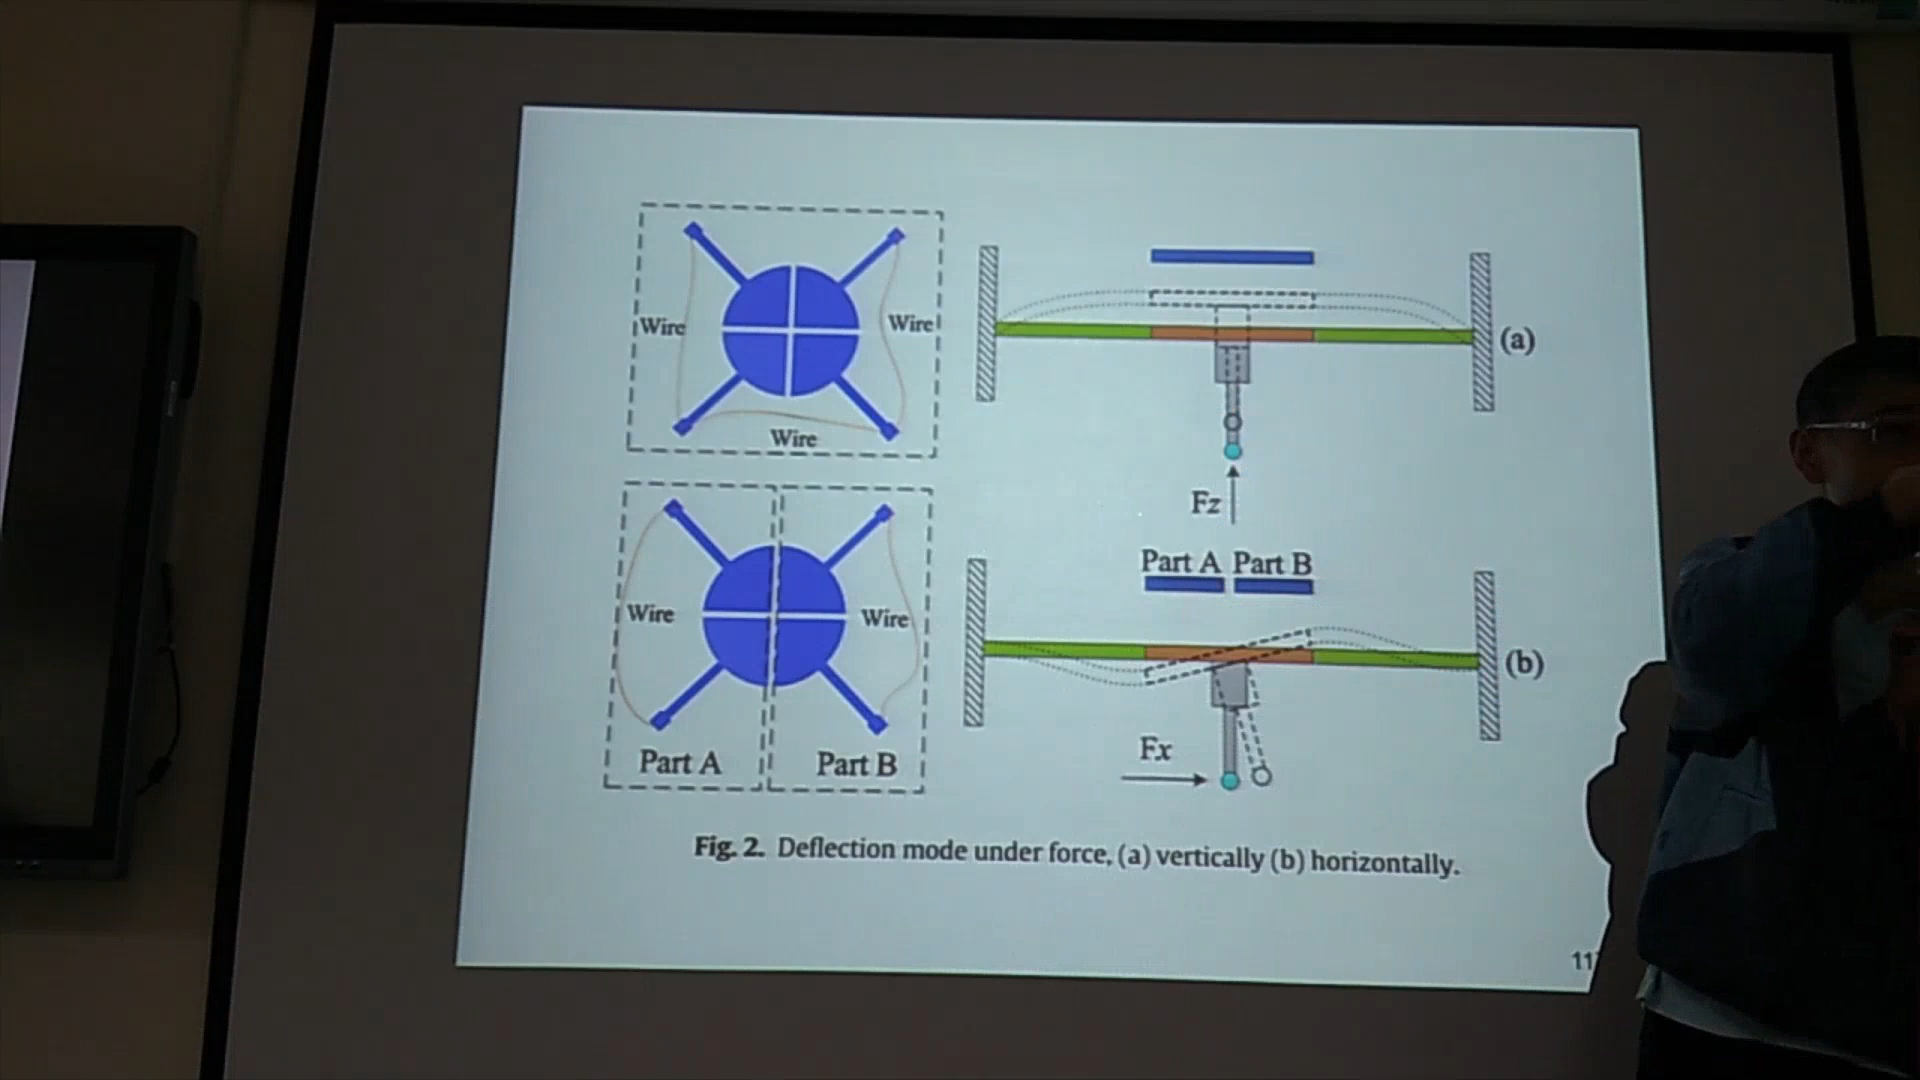 Wire
Wire
Wire
(a)
Fz
Wire
Wire
Part A
Part B
Part A Part B
(b)
Fx
Fig. 2. Deflection mode under force, (a) vertically (b) horizontally.